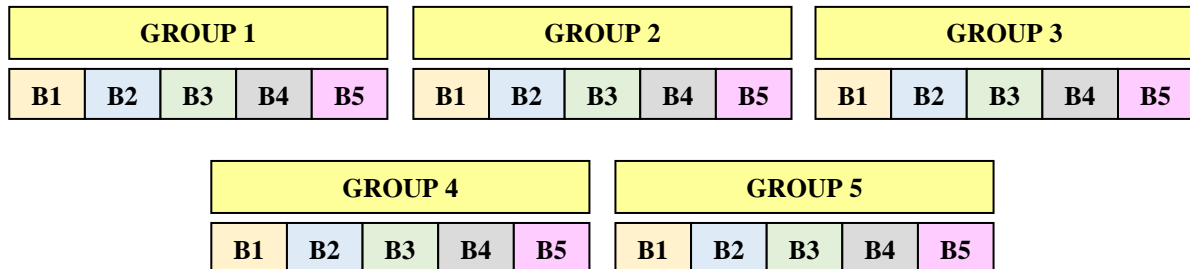 GROUP 1 GROUP 2 GROUP 3
B1 B2 B3 B4 B5 B1 B2 B3 B4 B5 B1 B2 B3 B4 B5
GROUP 4 GROUP 5
B1 B2 B3 B4 B5 B1 B2 B3 B4 B5